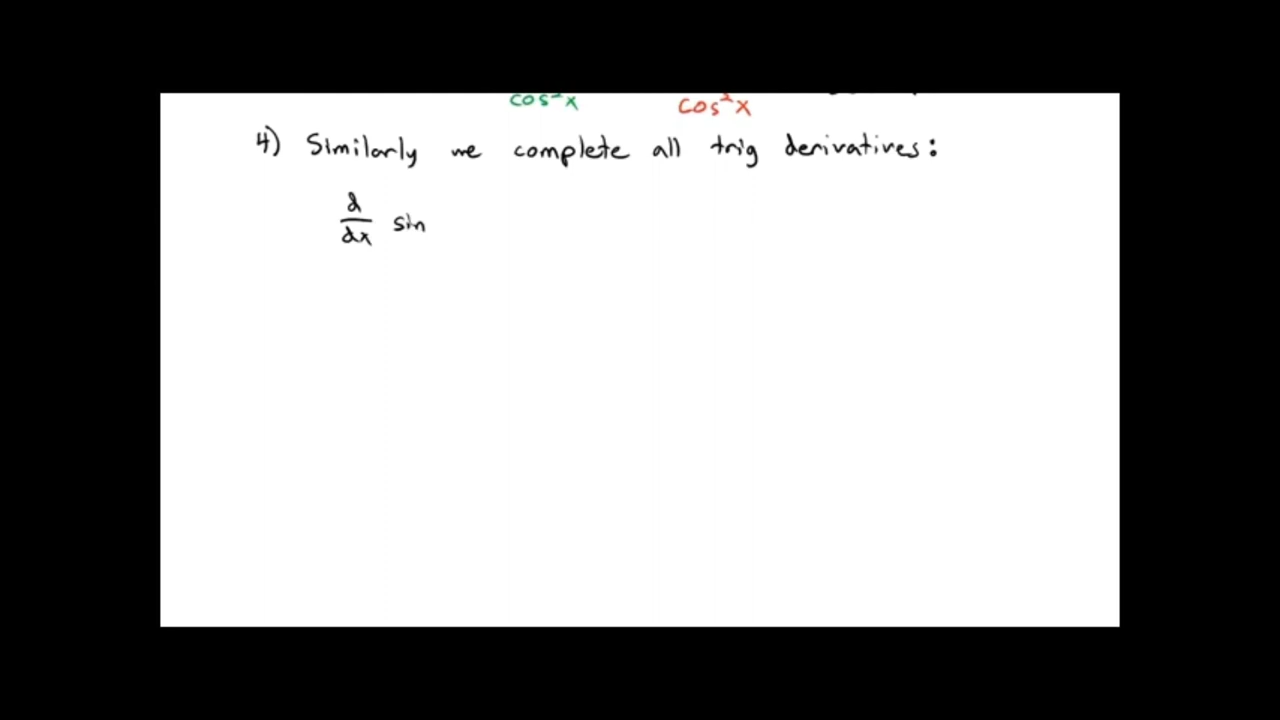 cos²x cos²x
4) Similarly we complete all trig derivatives:
d/dx sin